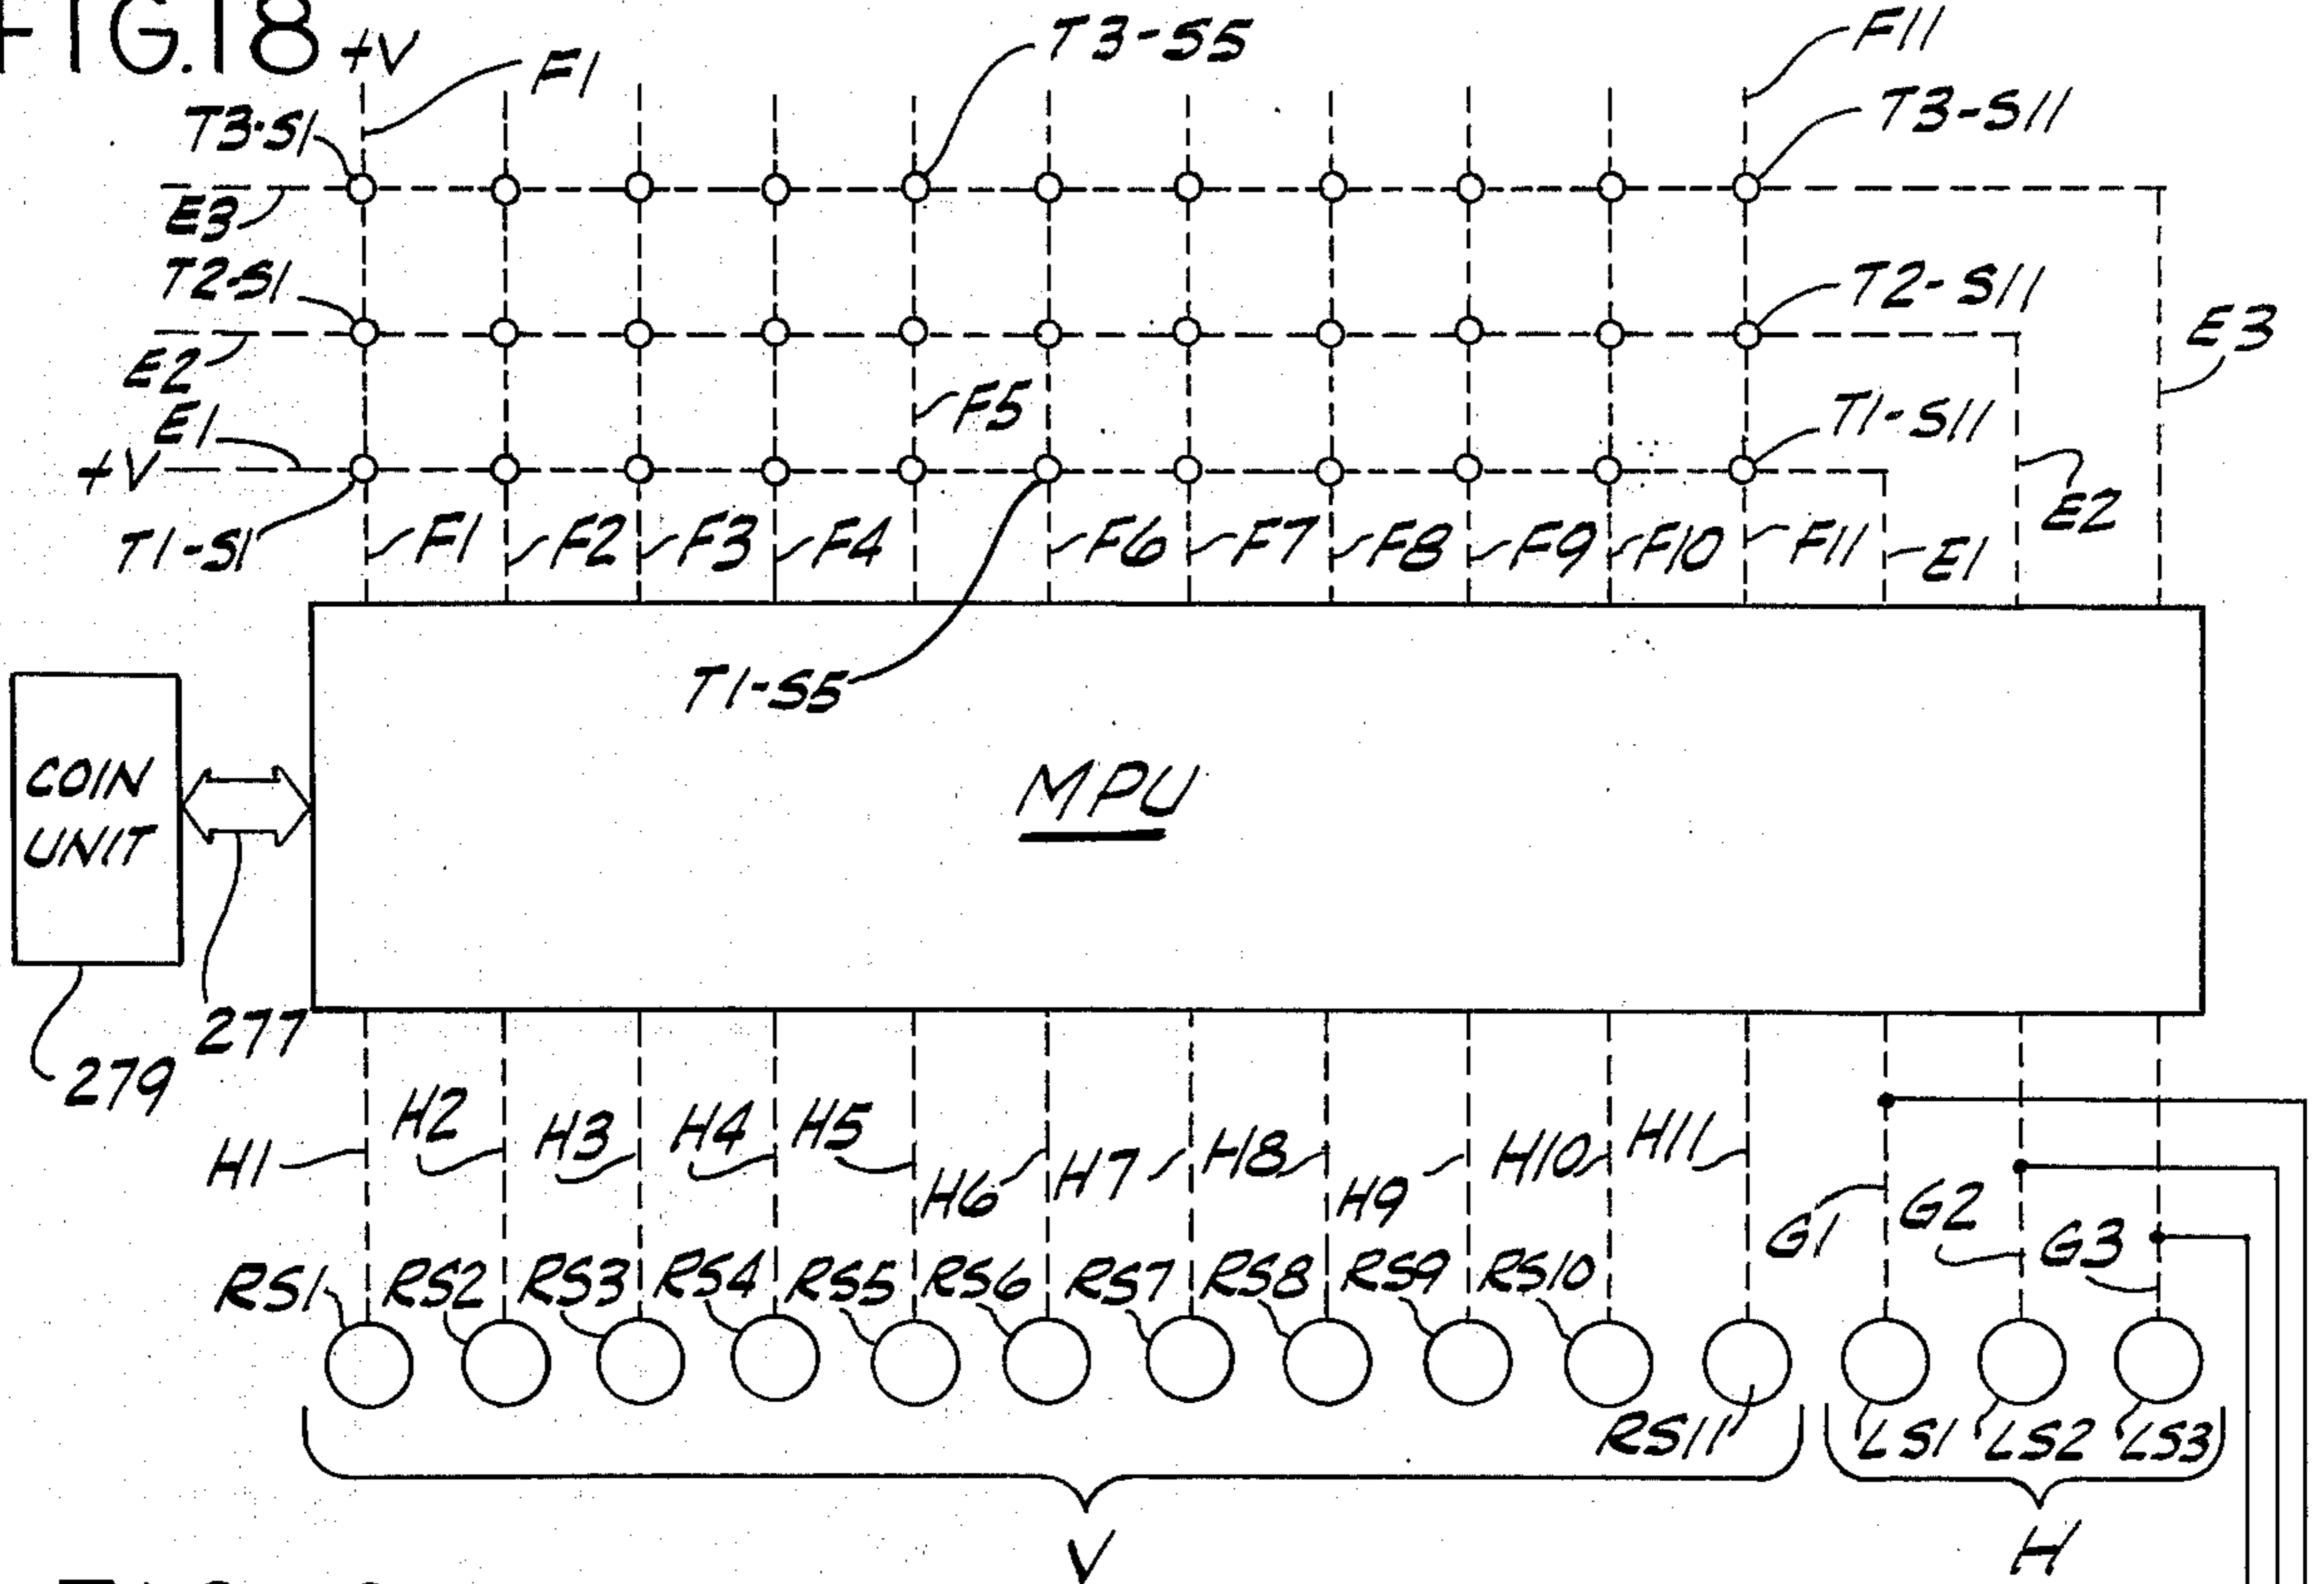 FIG.18
+V
F1
T3-S5
F11
T3-S1
T3-S11
E3
T2-S1
T2-S11
E2
E3
F5
E1
T1-S11
+V
E2
T1-S1
F1
F2
F3
F4
F6
F7
F8
F9
F10
F11
E1
T1-S5
COIN
UNIT
MPU
277
279
H1
H2
H3
H4
H5
H6
H7
H8
H9
H10
H11
G1
G2
G3
RS1
RS2
RS3
RS4
RS5
RS6
RS7
RS8
RS9
RS10
RS11
LS1
LS2
LS3
V
H